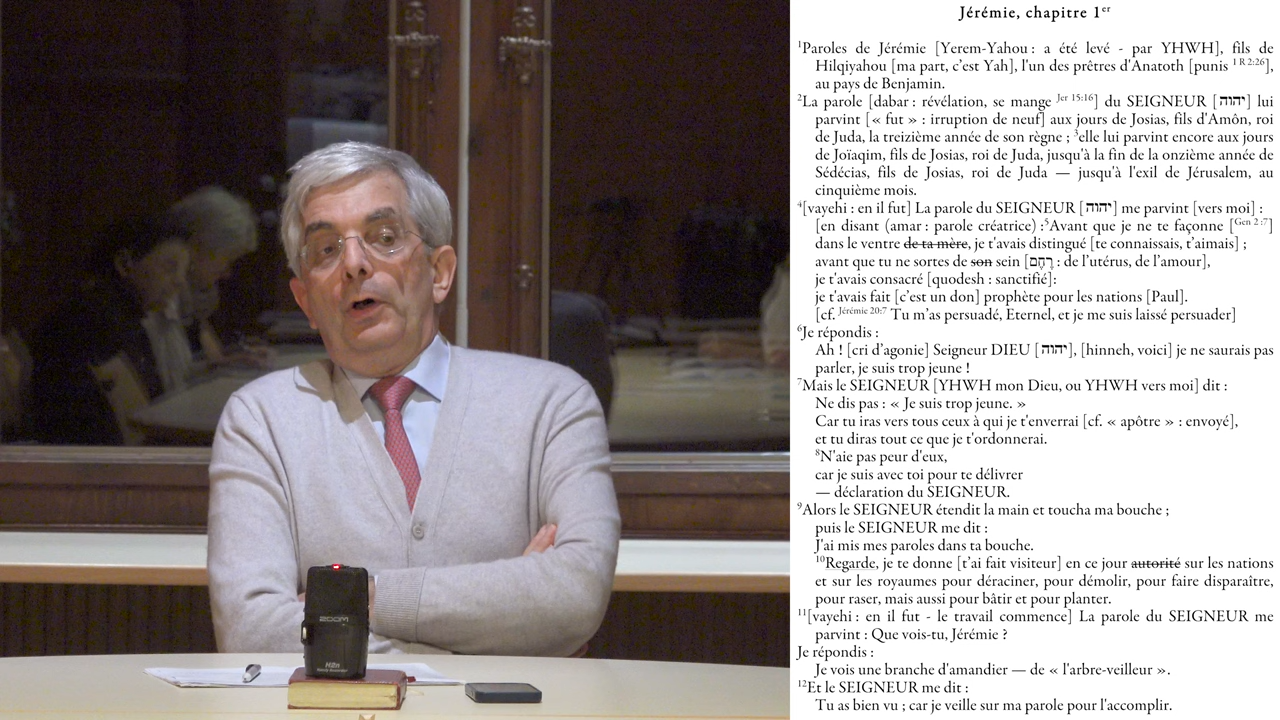 Jérémie, chapitre 1er
1Paroles de Jérémie [Yerem-Yahou : a été levé - par YHWH], fils de
Hilqiyahou [ma part, c'est Yah], l'un des prêtres d'Anatoth [punis 1 R 2:26],
au pays de Benjamin.
2La parole [dabar : révélation, se mange Jer 15:16] du SEIGNEUR [יהוה] lui
parvint [« fut » : irruption de neuf] aux jours de Josias, fils d'Amôn, roi
de Juda, la treizième année de son règne ; 3elle lui parvint encore aux jours
de Joïaqim, fils de Josias, roi de Juda, jusqu'à la fin de la onzième année de
Sédécias, fils de Josias, roi de Juda — jusqu'à l'exil de Jérusalem, au
cinquième mois.
4[vayehi : en il fut] La parole du SEIGNEUR [יהוה] me parvint [vers moi] :
[en disant (amar : parole créatrice) :5Avant que je ne te façonne [Gen 2 :7]
dans le ventre de ta mère, je t'avais distingué [te connaissais, t'aimais] ;
avant que tu ne sortes de son sein [רֶחֶם : de l'utérus, de l'amour],
je t'avais consacré [quodesh : sanctifié]:
je t'avais fait [c'est un don] prophète pour les nations [Paul].
[cf. Jérémie 20:7 Tu m'as persuadé, Eternel, et je me suis laissé persuader]
6Je répondis :
Ah ! [cri d'agonie] Seigneur DIEU [יהוה], [hinneh, voici] je ne saurais pas
parler, je suis trop jeune !
7Mais le SEIGNEUR [YHWH mon Dieu, ou YHWH vers moi] dit :
Ne dis pas : « Je suis trop jeune. »
Car tu iras vers tous ceux à qui je t'enverrai [cf. « apôtre » : envoyé],
et tu diras tout ce que je t'ordonnerai.
8N'aie pas peur d'eux,
car je suis avec toi pour te délivrer
— déclaration du SEIGNEUR.
9Alors le SEIGNEUR étendit la main et toucha ma bouche ;
puis le SEIGNEUR me dit :
J'ai mis mes paroles dans ta bouche.
10Regarde, je te donne [t'ai fait visiteur] en ce jour autorité sur les nations
et sur les royaumes pour déraciner, pour démolir, pour faire disparaître,
pour raser, mais aussi pour bâtir et pour planter.
11[vayehi : en il fut - le travail commence] La parole du SEIGNEUR me
parvint : Que vois-tu, Jérémie ?
Je répondis :
Je vois une branche d'amandier — de « l'arbre-veilleur ».
12Et le SEIGNEUR me dit :
Tu as bien vu ; car je veille sur ma parole pour l'accomplir.
ZOOM
H2n